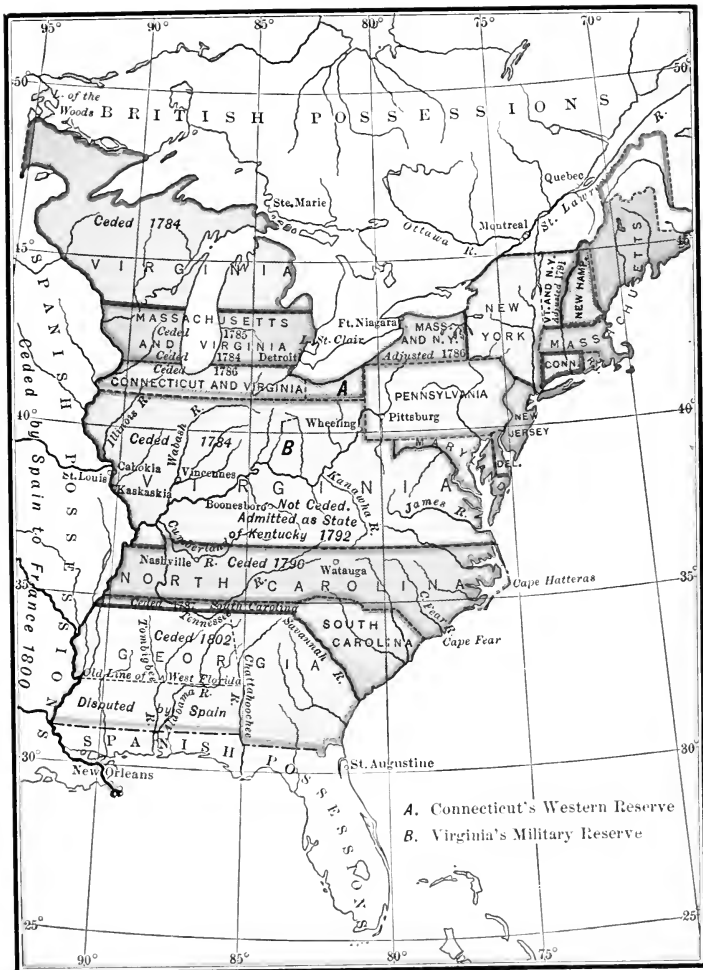 95° 90° 85° 80° 75° 70°
50° 50°
L. of the
Woods
BRITISH POSSESSIONS
R.
Quebec
Ste. Marie
St. Lawr
Montreal
Ottawa R.
Ceded 1784
VIRGINIA
45° 45°
N.H. AND N.Y.
Adjusted 1791
NEW HAMP.
MASSACHUSETTS
Ft. Niagara
NEW
YORK
MASS.
AND N.Y.
Adjusted 1786
MASS
CONN.
MASSACHUSETTS
Ceded 1785
AND VIRGINIA
Ceded 1784
Detroit
L. St. Clair
Ceded 1786
CONNECTICUT AND VIRGINIA
A
PENNSYLVANIA
Pittsburg
NEW
JERSEY
40° 40°
Wheeling
MARY
DEL.
Illinois R.
Wabash R.
Ceded 1784
B
Cahokia
St. Louis
Kaskaskia
Vincennes
VIRGINIA
Kanawha R.
James R.
Boonesboro
Not Ceded.
Admitted as State
of Kentucky 1792
Cumberland
R.
Nashville
Ceded 1790
Watauga
NORTH CAROLINA
Cape Hatteras
35° 35°
Ceded 1787 South Carolina
Tennessee
R.
C. Fear R.
Cape Fear
SOUTH
CAROLINA
Savannah R.
Ceded 1802
GEORGIA
Tombigbee
R.
Old Line of West Florida
Alabama R.
Chattahoochee
R.
Disputed by Spain
30° 30°
SPANISH POSSESSIONS
New Orleans
St. Augustine
SPANISH POSSESSIONS
Ceded by Spain to France 1800
A. Connecticut's Western Reserve
B. Virginia's Military Reserve
25° 25°
90° 85° 80° 75°